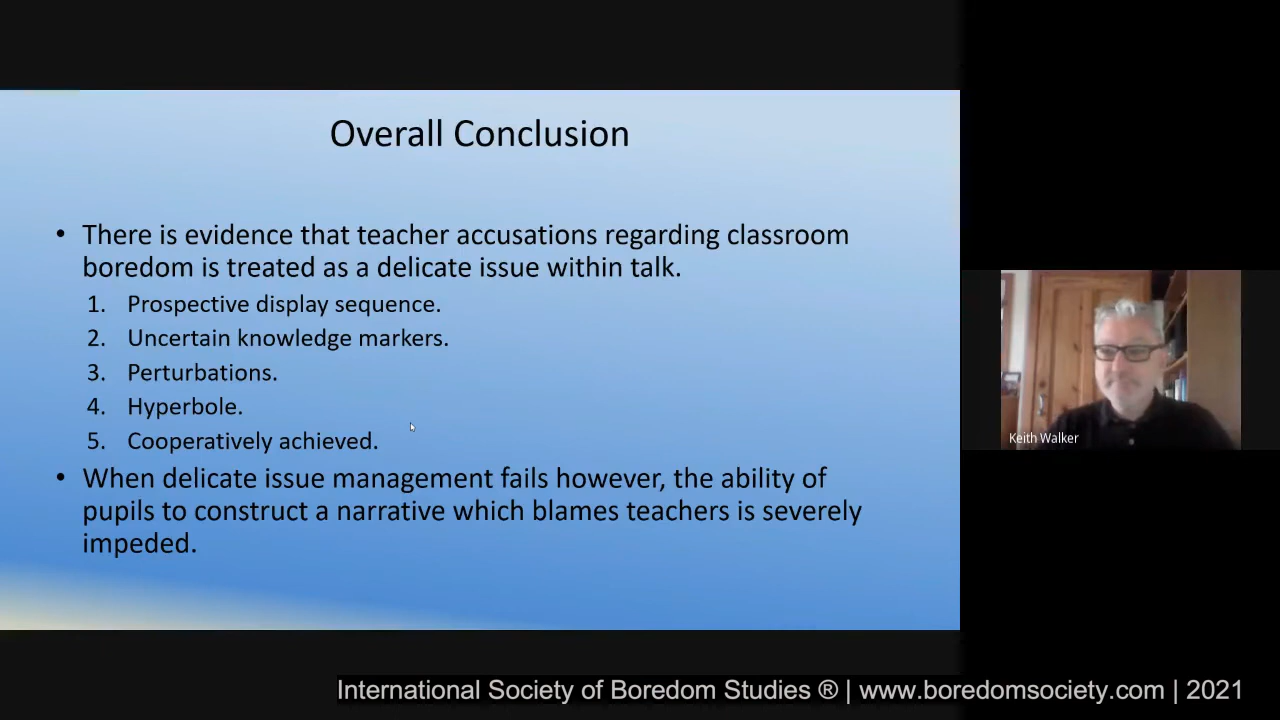 Overall Conclusion
• There is evidence that teacher accusations regarding classroom
boredom is treated as a delicate issue within talk.
1. Prospective display sequence.
2. Uncertain knowledge markers.
3. Perturbations.
4. Hyperbole.
5. Cooperatively achieved.
• When delicate issue management fails however, the ability of
pupils to construct a narrative which blames teachers is severely
impeded.
Keith Walker
International Society of Boredom Studies ® | www.boredomsociety.com | 2021